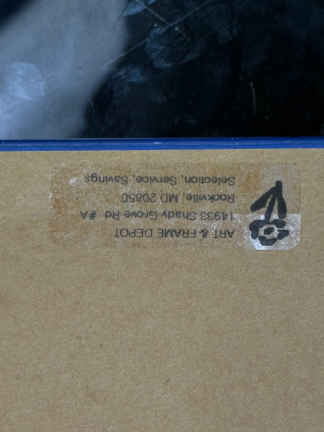 ART & FRAME DEPOT
14933 Shady Grove Rd #A
Rockville, MD 20850
Selection, Service, Savings